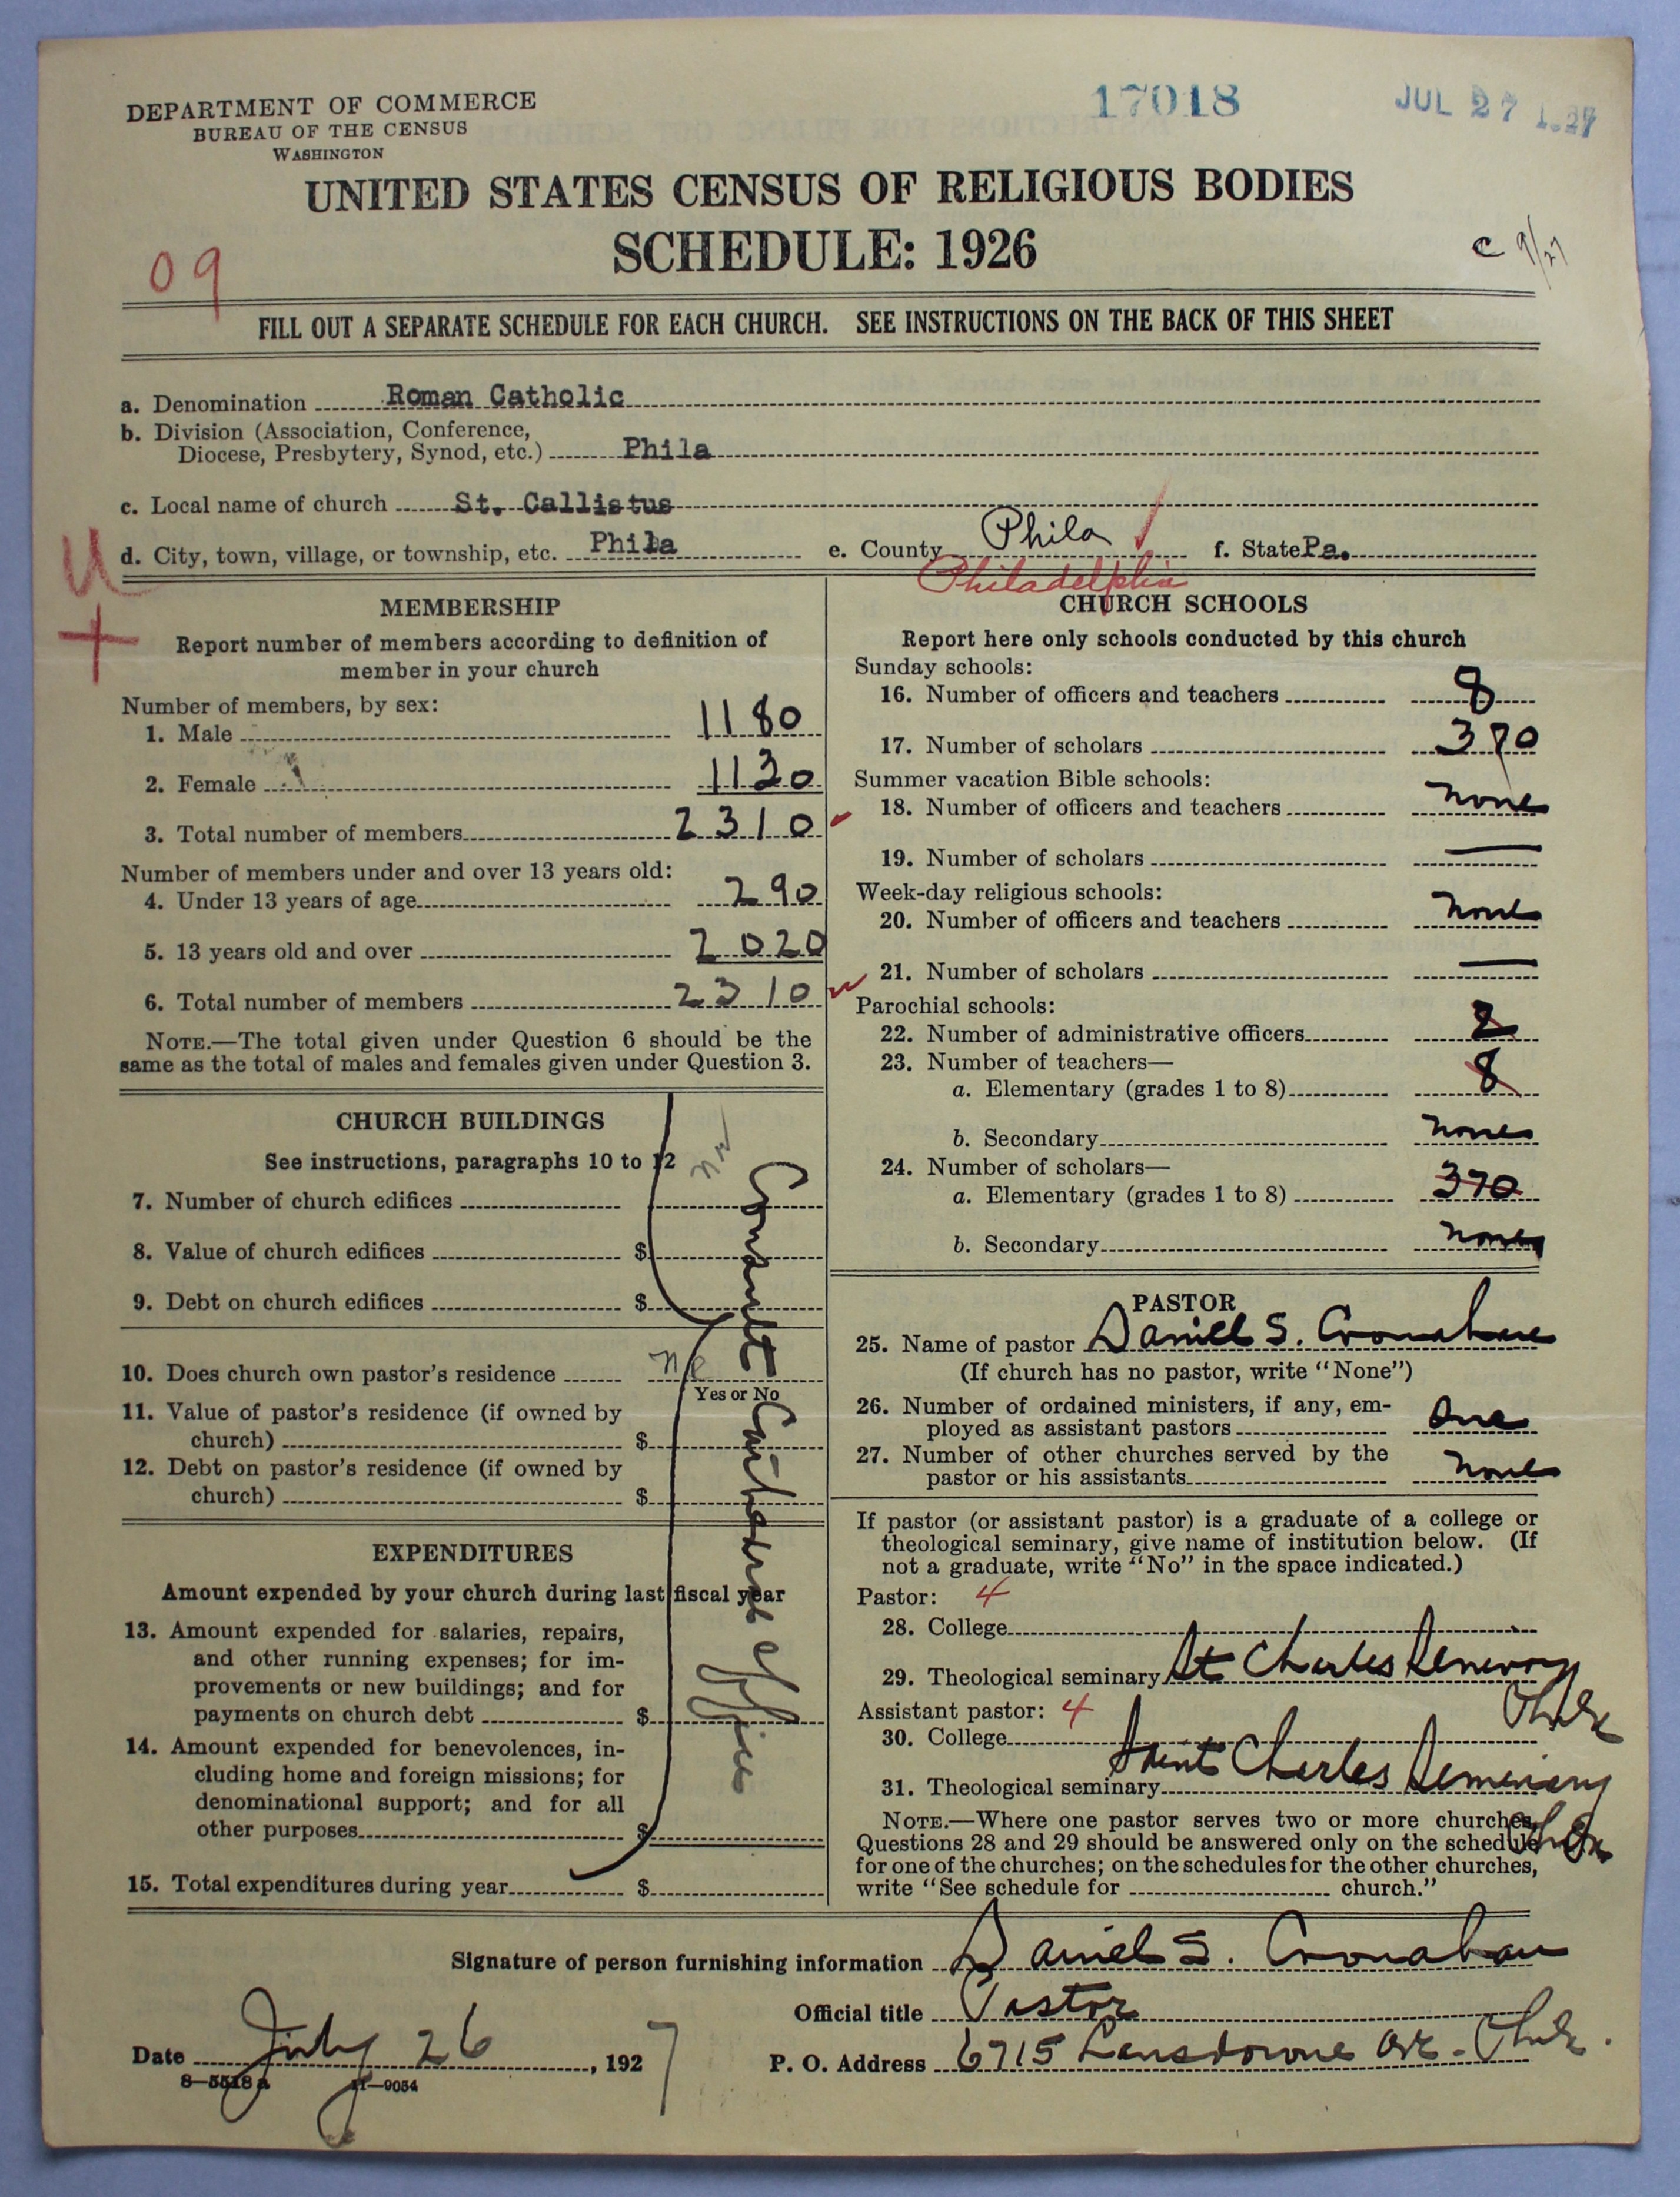 DEPARTMENT OF COMMERCE
BUREAU OF THE CENSUS
WASHINGTON
17018
JUL 27 1927
UNITED STATES CENSUS OF RELIGIOUS BODIES
SCHEDULE: 1926
09
C 9/27
FILL OUT A SEPARATE SCHEDULE FOR EACH CHURCH. SEE INSTRUCTIONS ON THE BACK OF THIS SHEET
a. Denomination Roman Catholic
b. Division (Association, Conference,
Diocese, Presbytery, Synod, etc.) Phila
c. Local name of church St. Callistus
d. City, town, village, or township, etc. Phila e. County Phila f. State Pa.
Philadelphia
U
+
MEMBERSHIP
Report number of members according to definition of
member in your church
Number of members, by sex:
1. Male 1180
2. Female 1130
3. Total number of members 2310
Number of members under and over 13 years old:
4. Under 13 years of age 290
5. 13 years old and over 2020
6. Total number of members 2310
NOTE.—The total given under Question 6 should be the
same as the total of males and females given under Question 3.
CHURCH BUILDINGS
See instructions, paragraphs 10 to 12
7. Number of church edifices
8. Value of church edifices $
9. Debt on church edifices $
10. Does church own pastor's residence
Yes or No
11. Value of pastor's residence (if owned by
church) $
12. Debt on pastor's residence (if owned by
church) $
Consult Cathedral Office
EXPENDITURES
Amount expended by your church during last fiscal year
13. Amount expended for salaries, repairs,
and other running expenses; for im-
provements or new buildings; and for
payments on church debt $
14. Amount expended for benevolences, in-
cluding home and foreign missions; for
denominational support; and for all
other purposes $
15. Total expenditures during year $
CHURCH SCHOOLS
Report here only schools conducted by this church
Sunday schools:
16. Number of officers and teachers 8
17. Number of scholars 370
Summer vacation Bible schools:
18. Number of officers and teachers none
19. Number of scholars —
Week-day religious schools:
20. Number of officers and teachers none
21. Number of scholars —
Parochial schools:
22. Number of administrative officers 2
23. Number of teachers—
a. Elementary (grades 1 to 8) 8
b. Secondary none
24. Number of scholars—
a. Elementary (grades 1 to 8) 370
b. Secondary none
PASTOR
25. Name of pastor Daniel S. Cronahan
(If church has no pastor, write "None")
26. Number of ordained ministers, if any, em-
ployed as assistant pastors One
27. Number of other churches served by the
pastor or his assistants none
If pastor (or assistant pastor) is a graduate of a college or
theological seminary, give name of institution below. (If
not a graduate, write "No" in the space indicated.)
Pastor: 4
28. College
29. Theological seminary St Charles Seminary
Phila
Assistant pastor: 4
30. College
31. Theological seminary Saint Charles Seminary
Phila
NOTE.—Where one pastor serves two or more churches,
Questions 28 and 29 should be answered only on the schedule
for one of the churches; on the schedules for the other churches,
write "See schedule for church."
Signature of person furnishing information Daniel S. Cronahan
Official title Pastor
Date July 26, 1927 P. O. Address 6715 Lansdowne Ave. Phila.
8—5518 a 11—9054